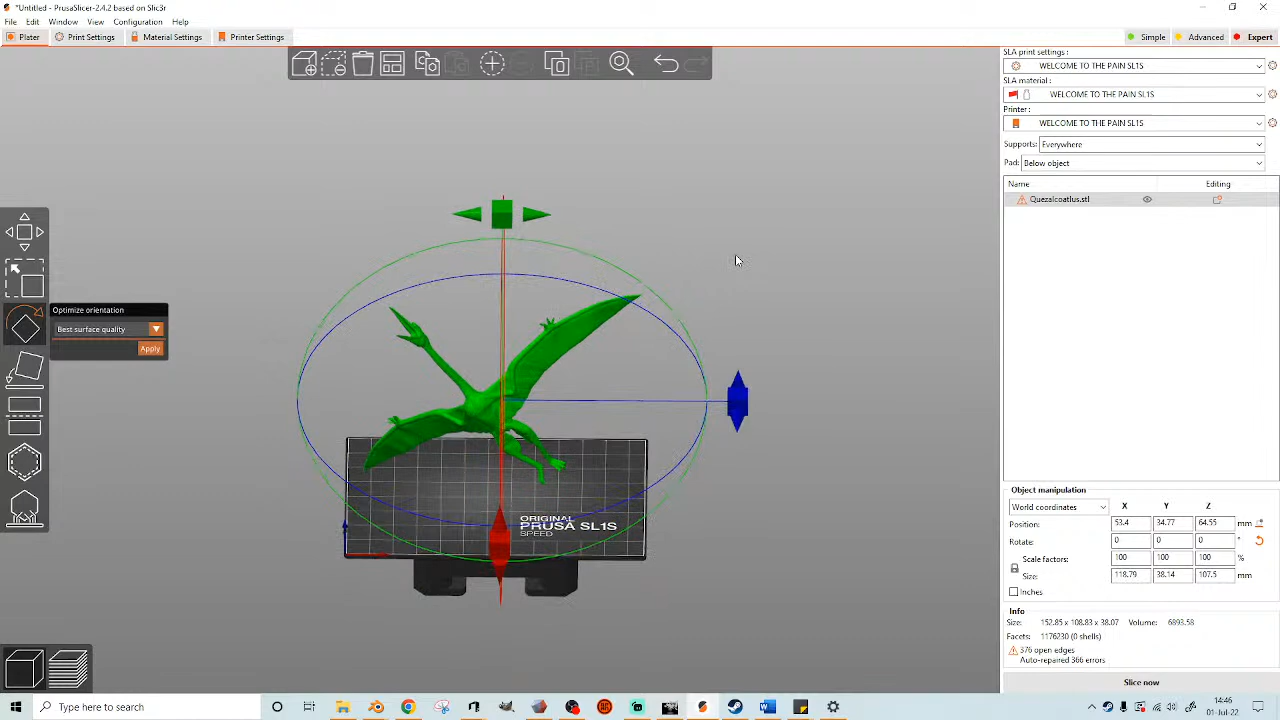 *Untitled - PrusaSlicer-2.4.2 based on Slic3r
File Edit Window View Configuration Help
Plater Print Settings Material Settings Printer Settings Simple Advanced Expert
SLA print settings :
WELCOME TO THE PAIN SL1S
SLA material :
WELCOME TO THE PAIN SL1S
Printer :
WELCOME TO THE PAIN SL1S
Supports: Everywhere
Pad: Below object
Name Editing
Quezalcoatlus.stl
Optimize orientation
Best surface quality
Apply
ORIGINAL
PRUSA SL1S
SPEED
Object manipulation
World coordinates X Y Z
Position: 53.4 34.77 64.55 mm
Rotate: 0 0 0 °
Scale factors: 100 100 100 %
Size: 118.79 38.14 107.5 mm
Inches
Info
Size: 152.85 x 108.83 x 38.07 Volume: 6893.58
Facets: 1176230 (0 shells)
376 open edges
Auto-repaired 366 errors
Slice now
Type here to search
14:46
01-Jul-22